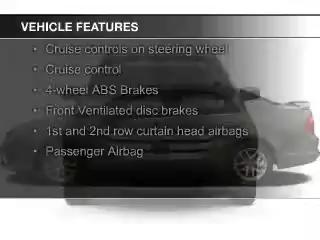 VEHICLE FEATURES
• Cruise controls on steering wheel
• Cruise control
• 4-wheel ABS Brakes
• Front Ventilated disc brakes
• 1st and 2nd row curtain head airbags
• Passenger Airbag